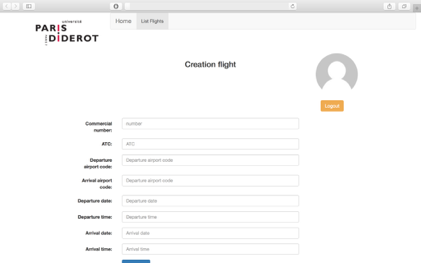 université
PARIS
DIDEROT
Home List Flights
Creation flight
Logout
Commercial number: number
ATC: ATC
Departure airport code: Departure airport code
Arrival airport code: Departure airport code
Departure date: Departure date
Departure time: Departure time
Arrival date: Arrival date
Arrival time: Arrival time